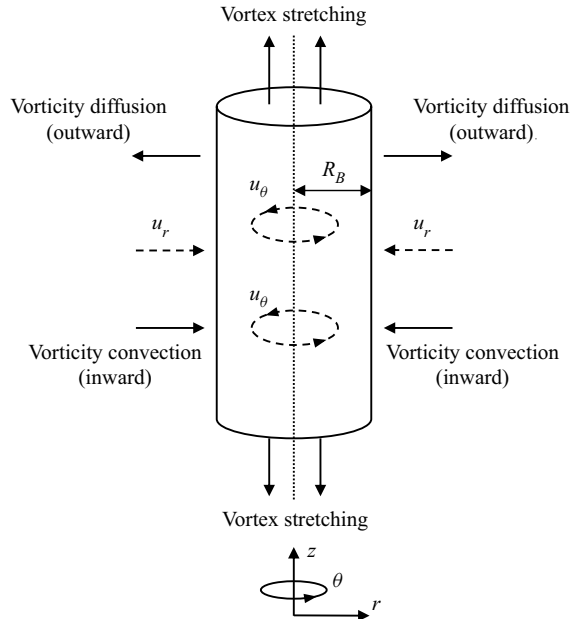 Vortex stretching
Vorticity diffusion
(outward)
Vorticity diffusion
(outward).
R_B
u_θ
u_r
u_r
u_θ
Vorticity convection
(inward)
Vorticity convection
(inward)
Vortex stretching
z
θ
r